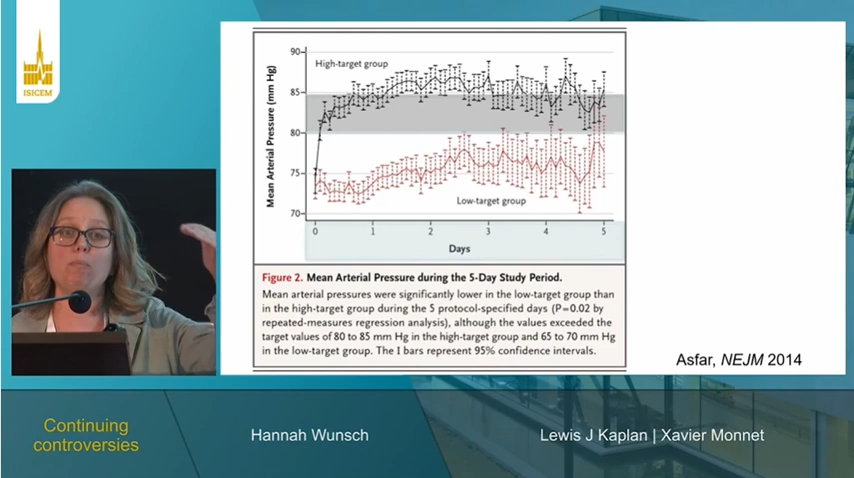 ISICEM
90
85
80
75
70
Mean Arterial Pressure (mm Hg)
High-target group
Low-target group
0 1 2 3 4 5
Days
Figure 2. Mean Arterial Pressure during the 5-Day Study Period.
Mean arterial pressures were significantly lower in the low-target group than
in the high-target group during the 5 protocol-specified days (P=0.02 by
repeated-measures regression analysis), although the values exceeded the
target values of 80 to 85 mm Hg in the high-target group and 65 to 70 mm Hg
in the low-target group. The I bars represent 95% confidence intervals.
Asfar, NEJM 2014
Continuing
controversies
Hannah Wunsch
Lewis J Kaplan | Xavier Monnet